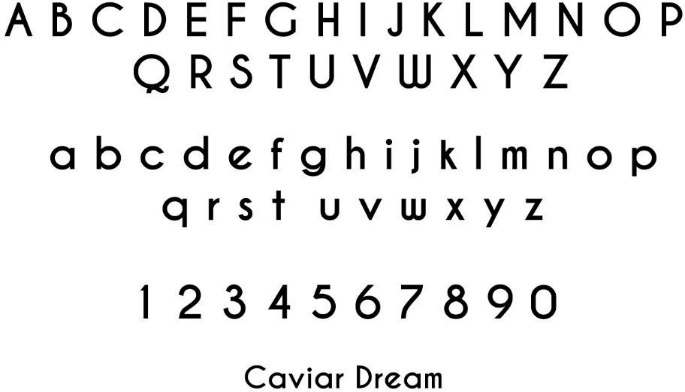 A B C D E F G H I J K L M N O P
Q R S T U V W X Y Z
a b c d e f g h i j k l m n o p
q r s t u v w x y z
1 2 3 4 5 6 7 8 9 0
Caviar Dream